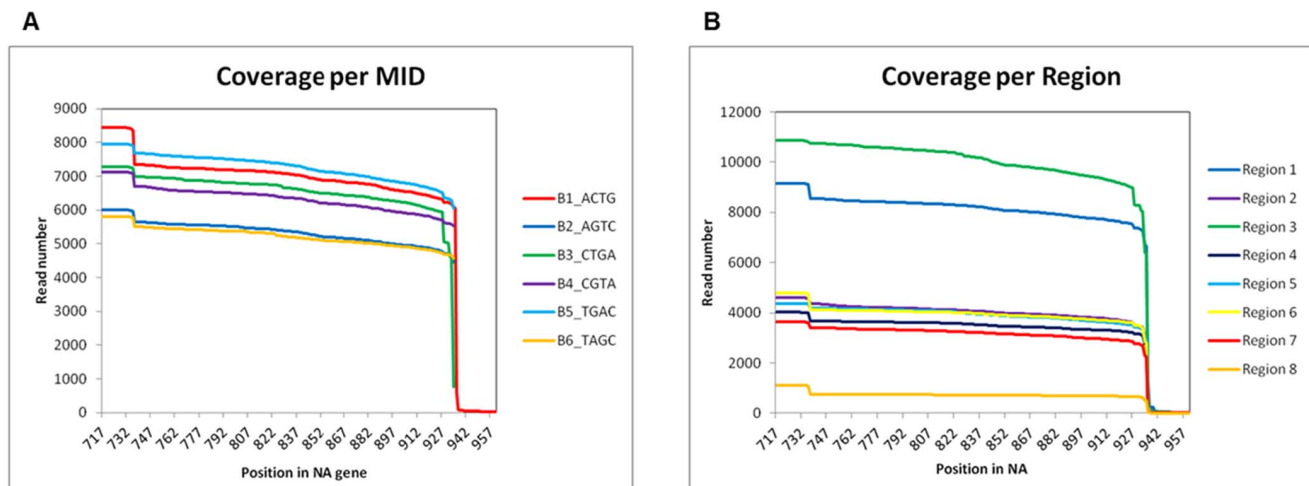 A
Coverage per MID
Read number
9000
8000
7000
6000
5000
4000
3000
2000
1000
0
717
732
747
762
777
792
807
822
837
852
867
882
897
912
927
942
957
Position in NA gene
B1_ACTG
B2_AGTC
B3_CTGA
B4_CGTA
B5_TGAC
B6_TAGC
B
Coverage per Region
Read number
12000
10000
8000
6000
4000
2000
0
717
732
747
762
777
792
807
822
837
852
867
882
897
912
927
942
957
Position in NA
Region 1
Region 2
Region 3
Region 4
Region 5
Region 6
Region 7
Region 8